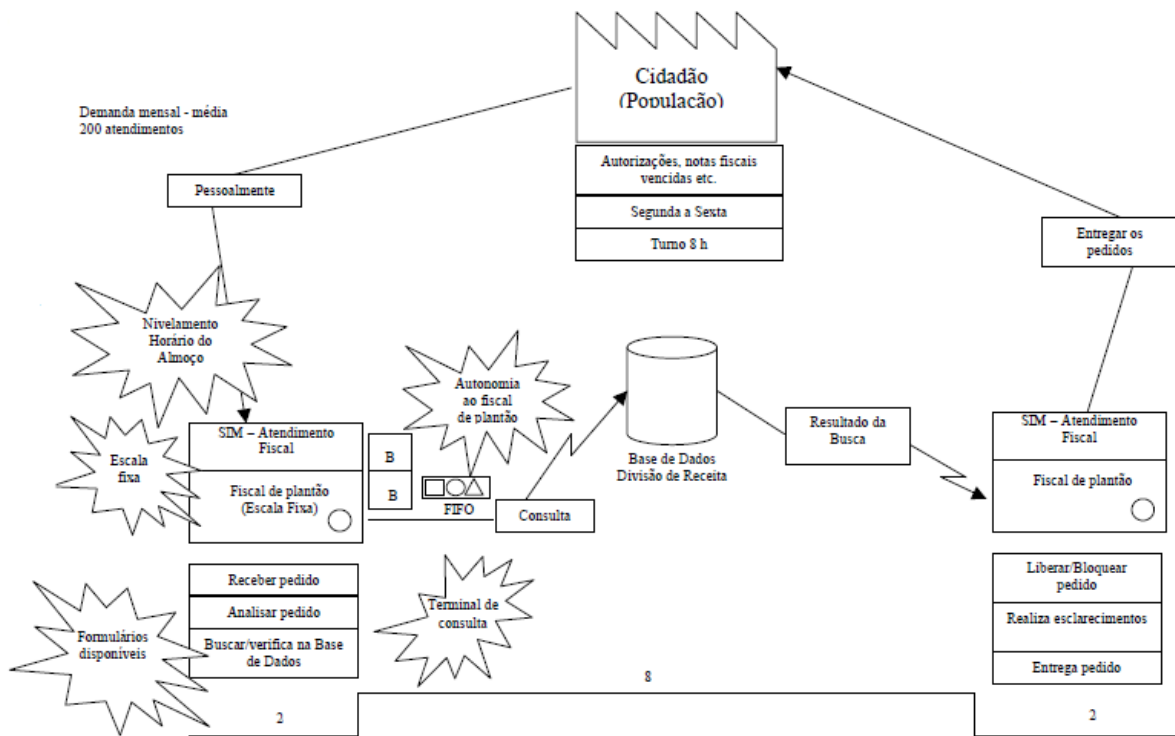 Cidadão
(População)
Demanda mensal - média
200 atendimentos
Autorizações, notas fiscais
vencidas etc.
Segunda a Sexta
Turno 8 h
Pessoalmente
Entregar os
pedidos
Nivelamento
Horário do
Almoço
Autonomia
ao fiscal
de plantão
Escala
fixa
SIM – Atendimento
Fiscal
Fiscal de plantão
(Escala Fixa)
B
B
FIFO
Consulta
Base de Dados
Divisão de Receita
Resultado da
Busca
SIM – Atendimento
Fiscal
Fiscal de plantão
Formulários
disponíveis
Receber pedido
Analisar pedido
Buscar/verifica na Base
de Dados
Terminal de
consulta
Liberar/Bloquear
pedido
Realiza esclarecimentos
Entrega pedido
2
8
2